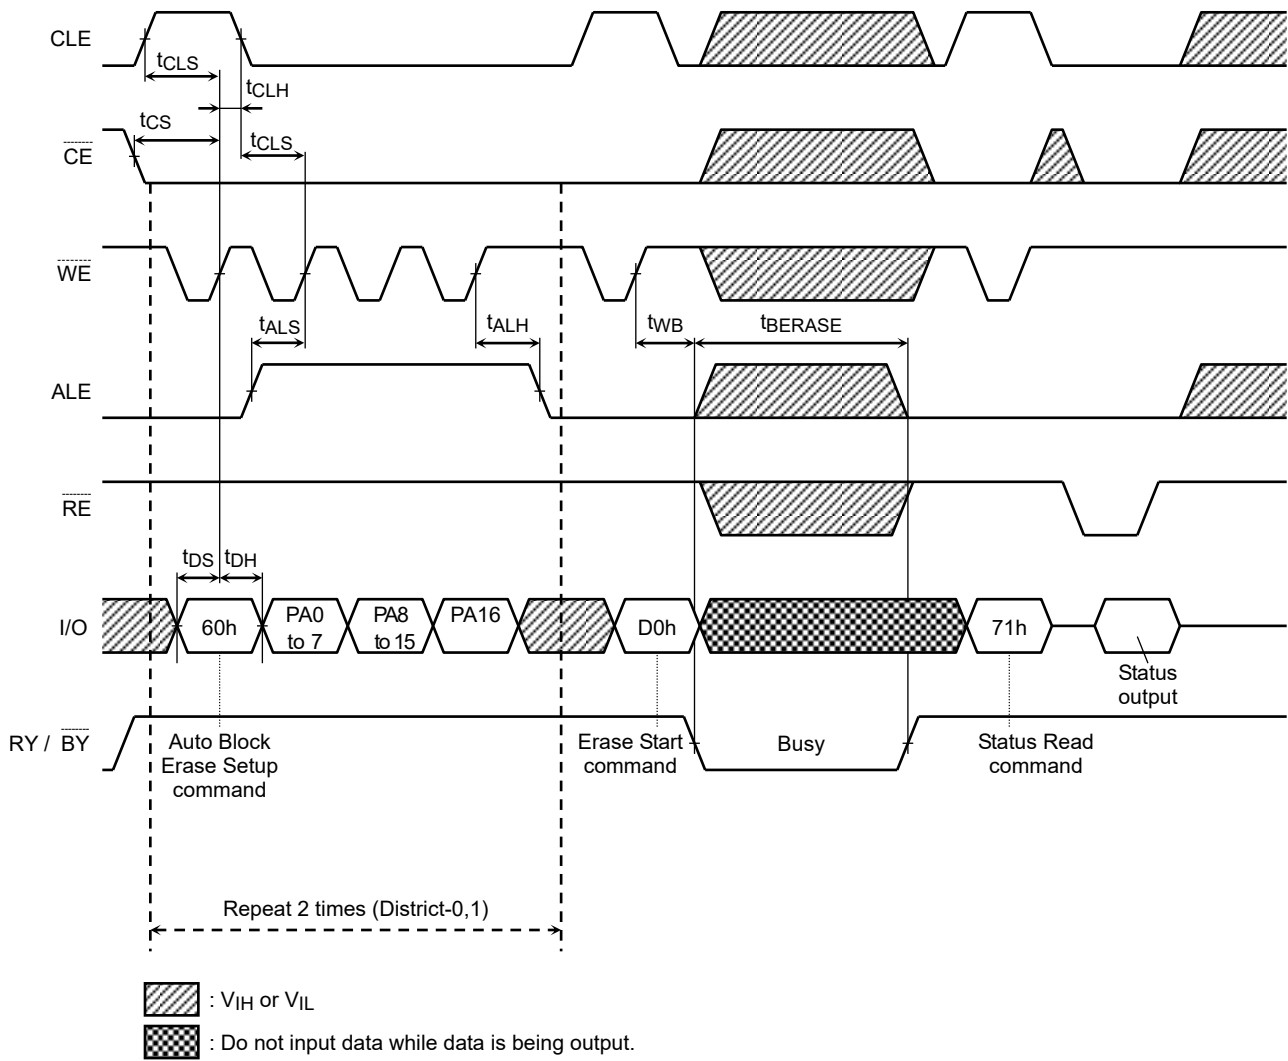 CLE
tCLS
tCLH
tCS
CE
tCLS
WE
tALS
tALH
tWB
tBERASE
ALE
RE
tDS
tDH
I/O
60h
PA0
to 7
PA8
to 15
PA16
D0h
71h
Status
output
RY / BY
Auto Block
Erase Setup
command
Erase Start
command
Busy
Status Read
command
Repeat 2 times (District-0,1)
: VIH or VIL
: Do not input data while data is being output.